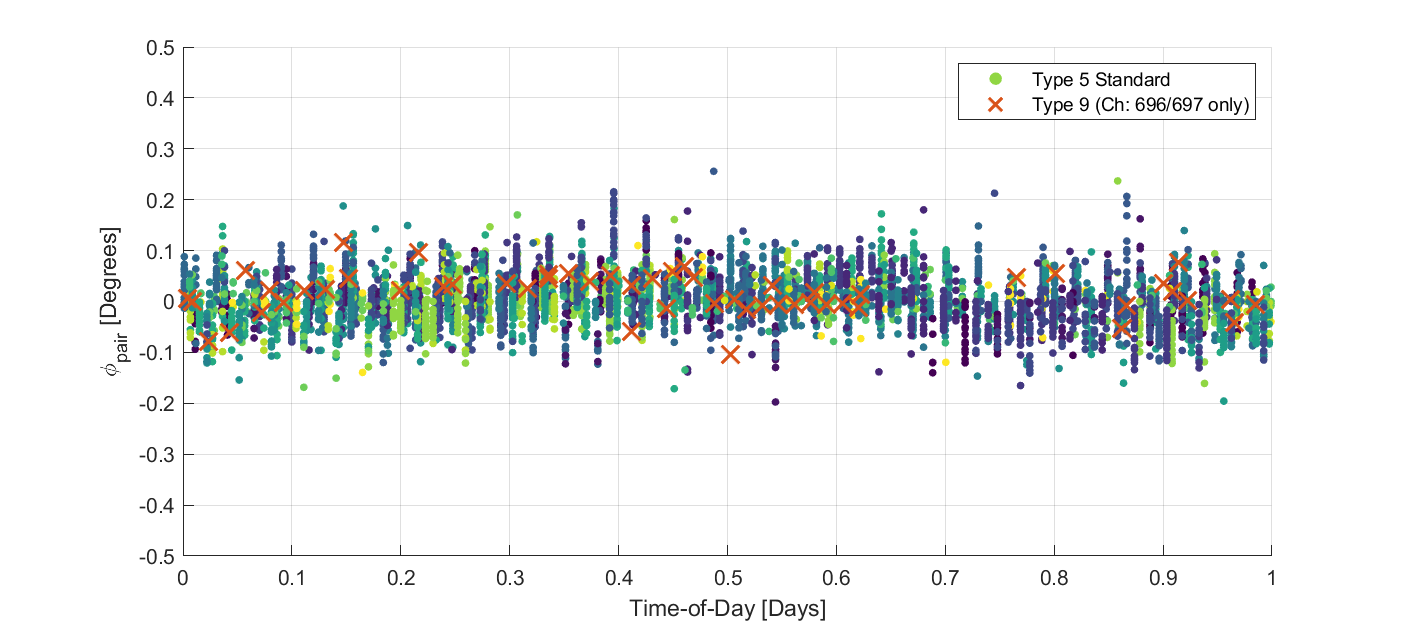 0.5
0.4
0.3
0.2
0.1
0
-0.1
-0.2
-0.3
-0.4
-0.5
ϕpair [Degrees]
Type 5 Standard
Type 9 (Ch: 696/697 only)
0 0.1 0.2 0.3 0.4 0.5 0.6 0.7 0.8 0.9 1
Time-of-Day [Days]